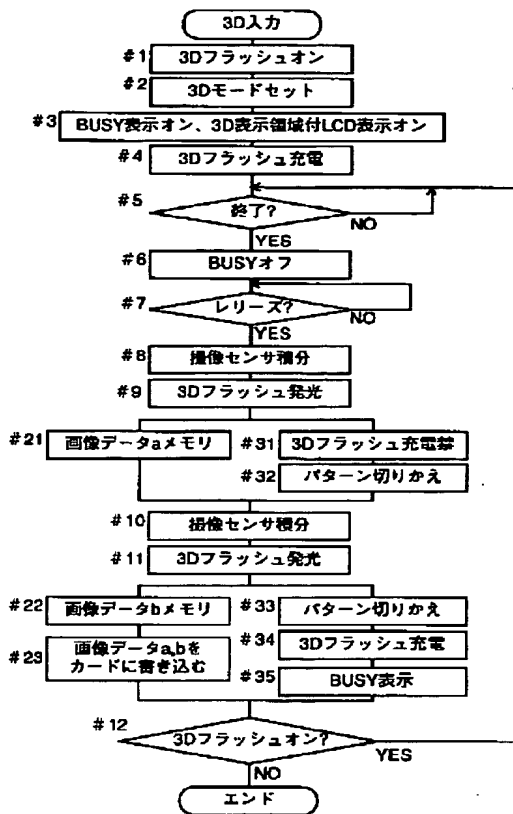 3D入力
#1 3Dフラッシュオン
#2 3Dモードセット
#3 BUSY表示オン、3D表示領域付LCD表示オン
#4 3Dフラッシュ充電
#5 終了?
NO
YES
#6 BUSYオフ
#7 レリーズ?
NO
YES
#8 撮像センサ積分
#9 3Dフラッシュ発光
#21 画像データaメモリ
#31 3Dフラッシュ充電禁
#32 パターン切りかえ
#10 撮像センサ積分
#11 3Dフラッシュ発光
#22 画像データbメモリ
#33 パターン切りかえ
#23 画像データa,bを
カードに書き込む
#34 3Dフラッシュ充電
#35 BUSY表示
#12 3Dフラッシュオン?
YES
NO
エンド